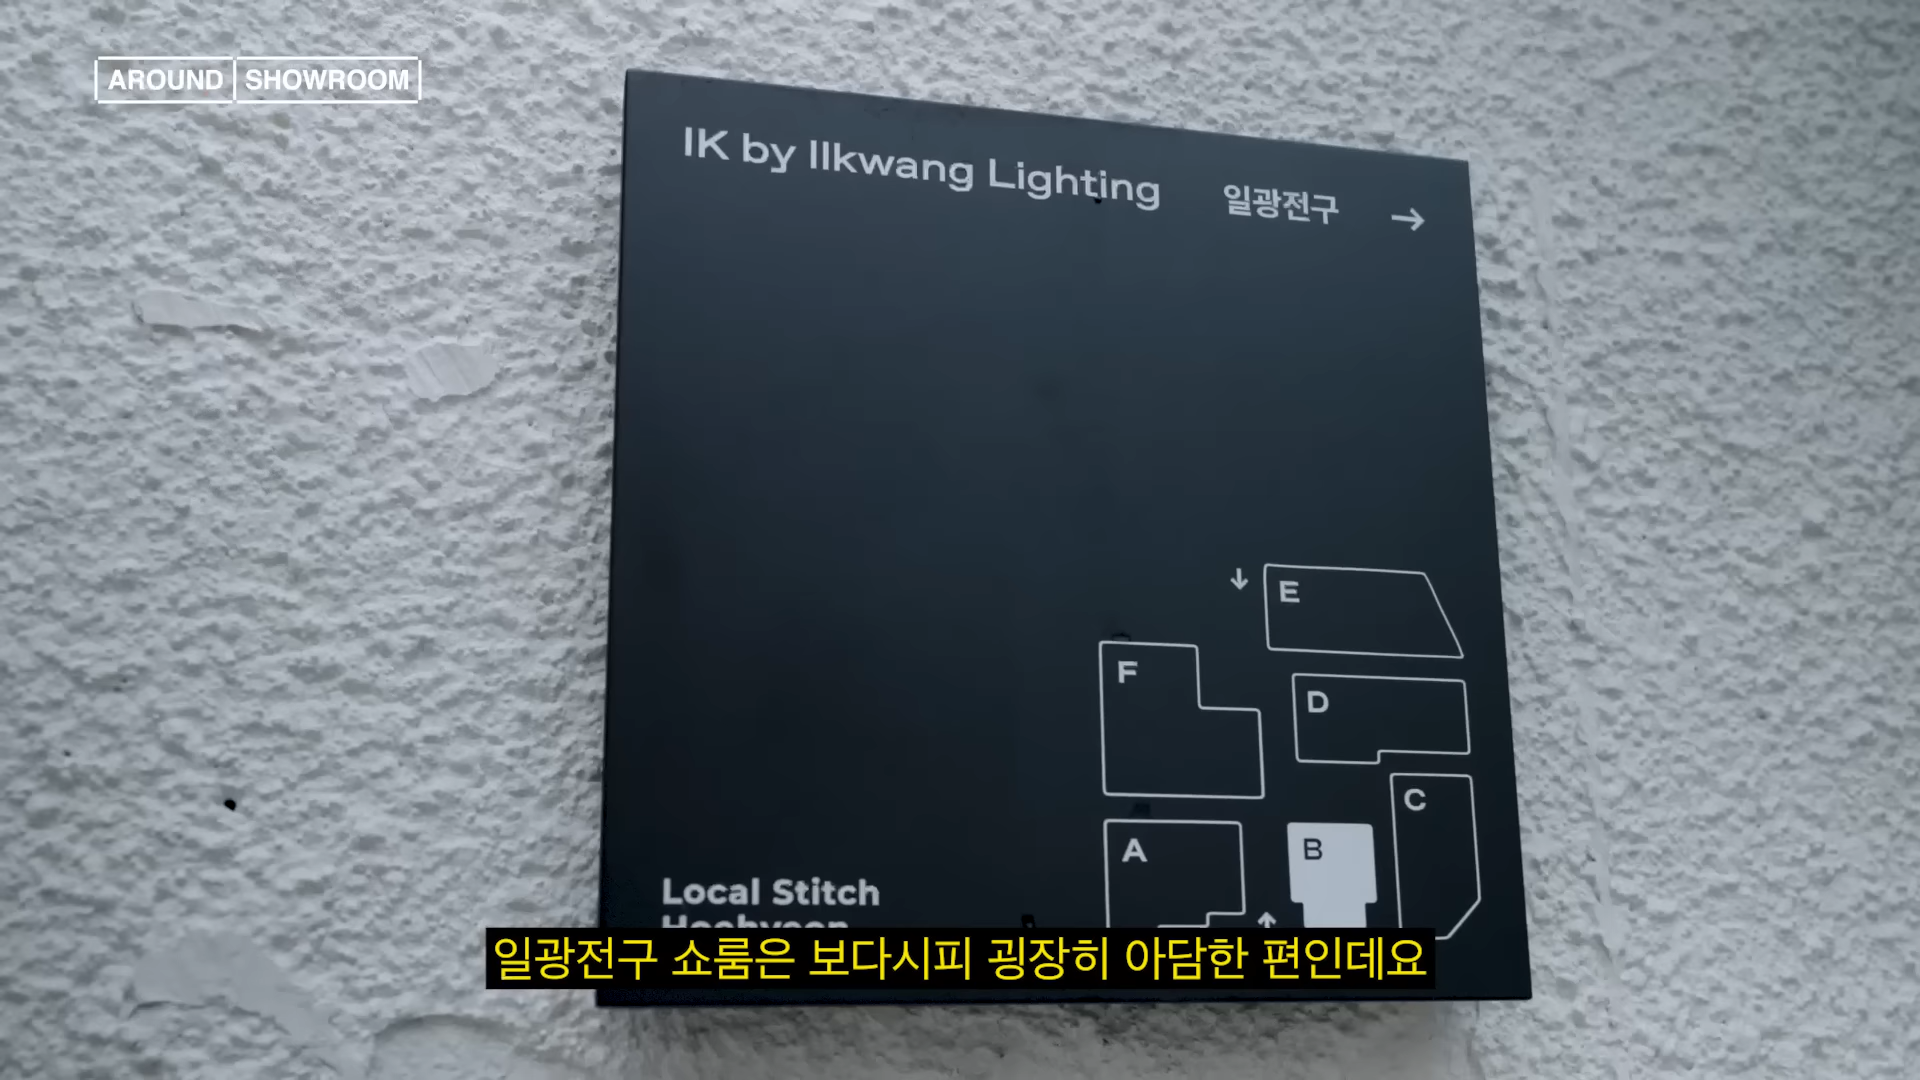 AROUND SHOWROOM
IK by Ilkwang Lighting 일광전구 →
↓ E
F
D
C
A
B
↑
Local Stitch
일광전구 쇼룸은 보다시피 굉장히 아담한 편인데요